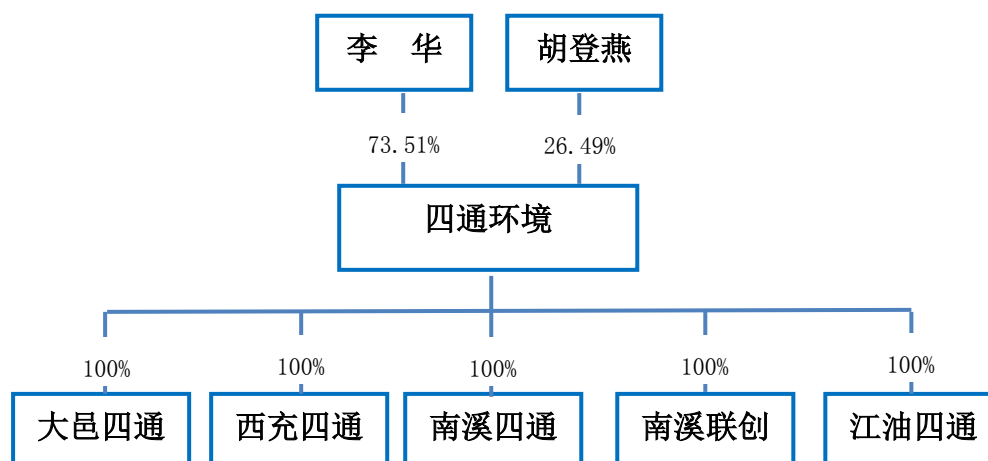 李 华 胡登燕
73.51% 26.49%
四通环境
100% 100% 100% 100% 100%
大邑四通 西充四通 南溪四通 南溪联创 江油四通